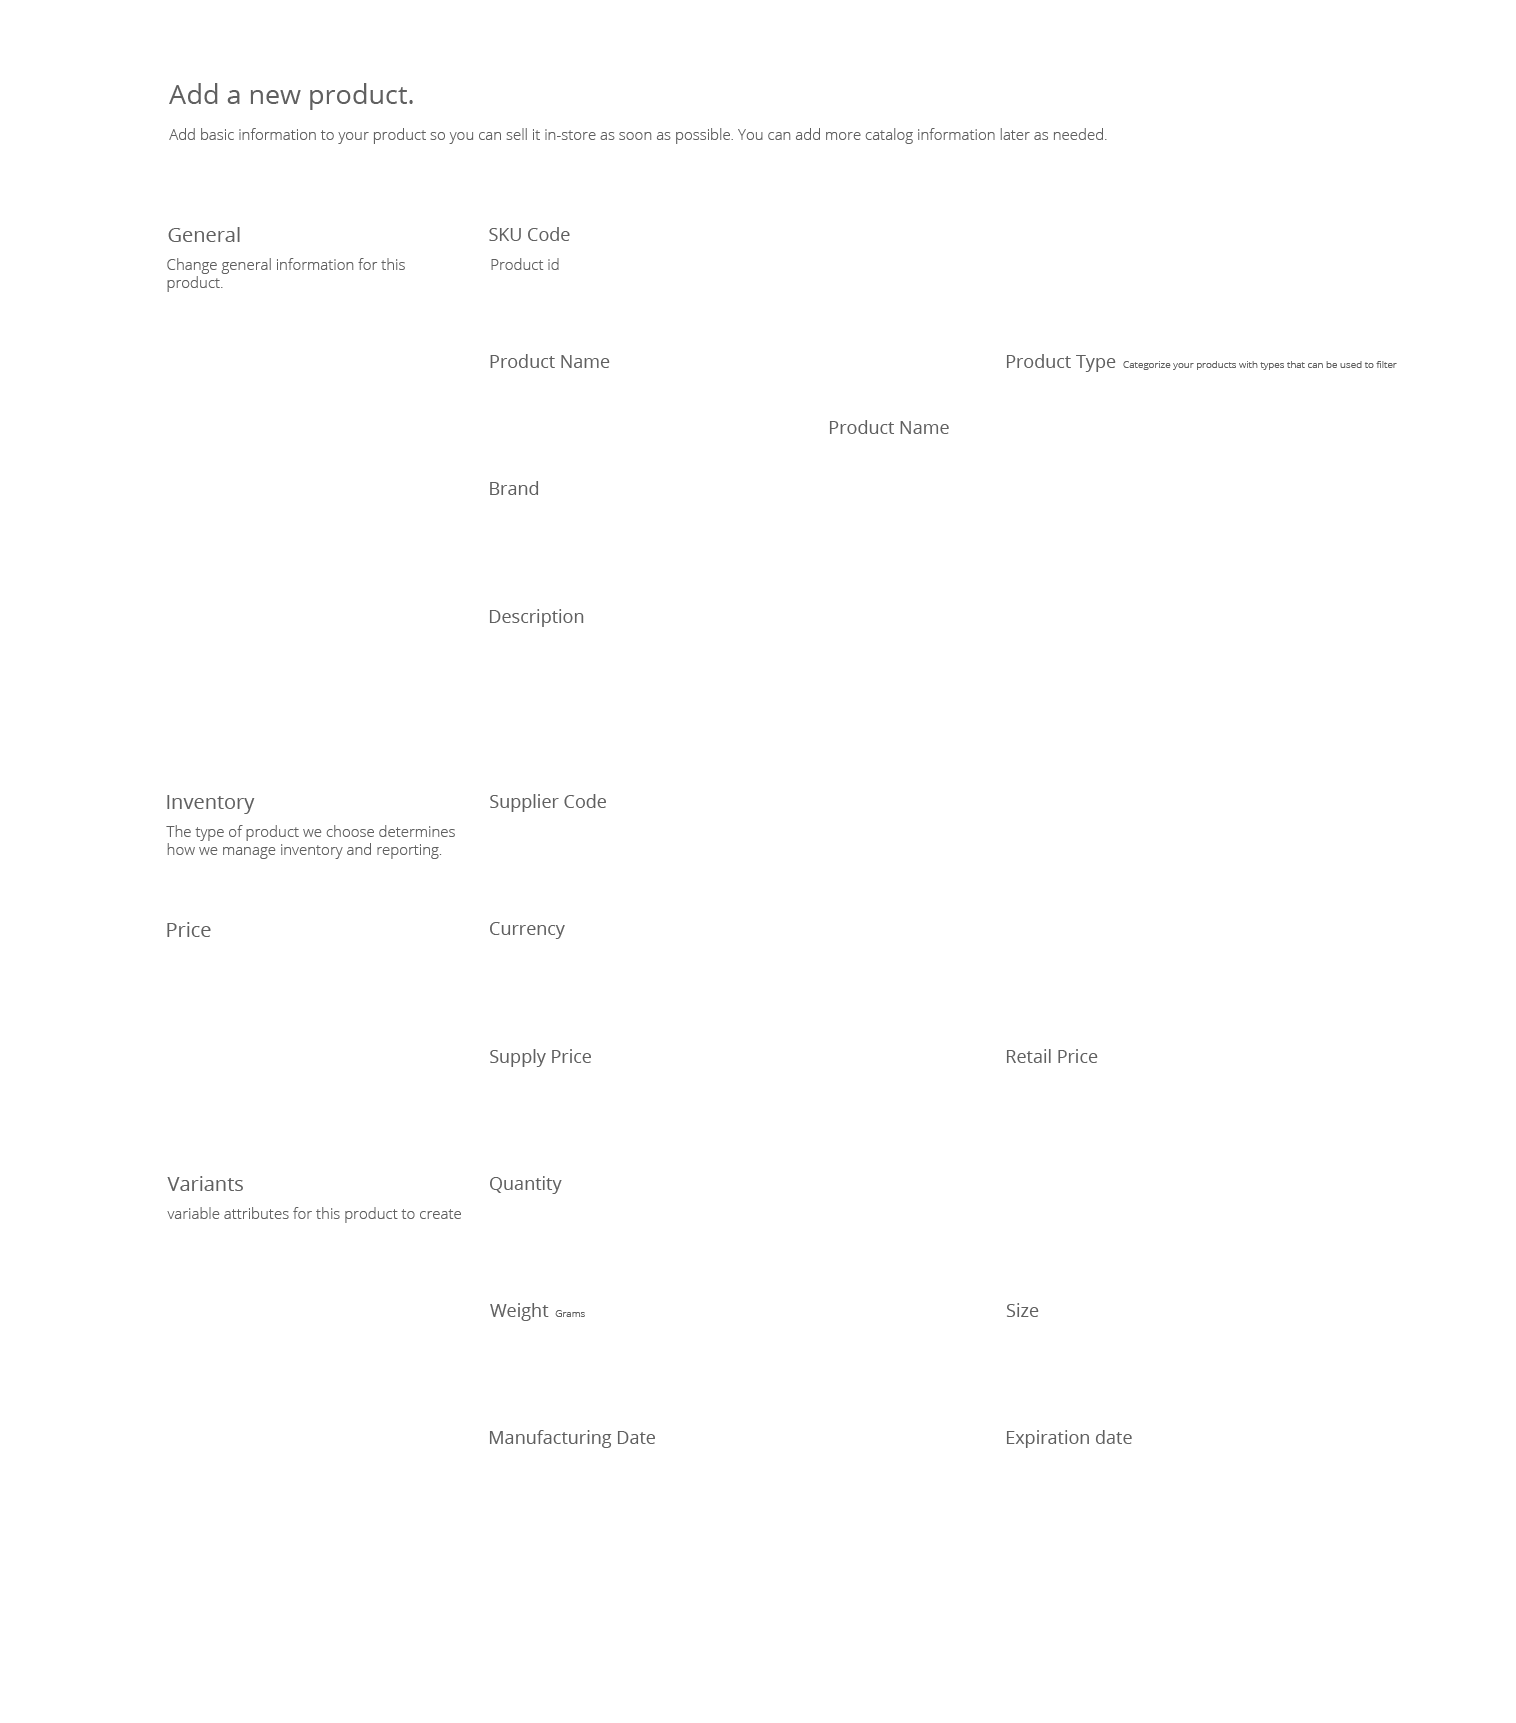 Add a new product.
Add basic information to your product so you can sell it in-store as soon as possible. You can add more catalog information later as needed.
General
Change general information for this
product.
SKU Code
Product id
Product Name
Product Type Categorize your products with types that can be used to filter
Product Name
Brand
Description
Inventory
The type of product we choose determines
how we manage inventory and reporting.
Supplier Code
Price
Currency
Supply Price
Retail Price
Variants
variable attributes for this product to create
Quantity
Weight Grams
Size
Manufacturing Date
Expiration date